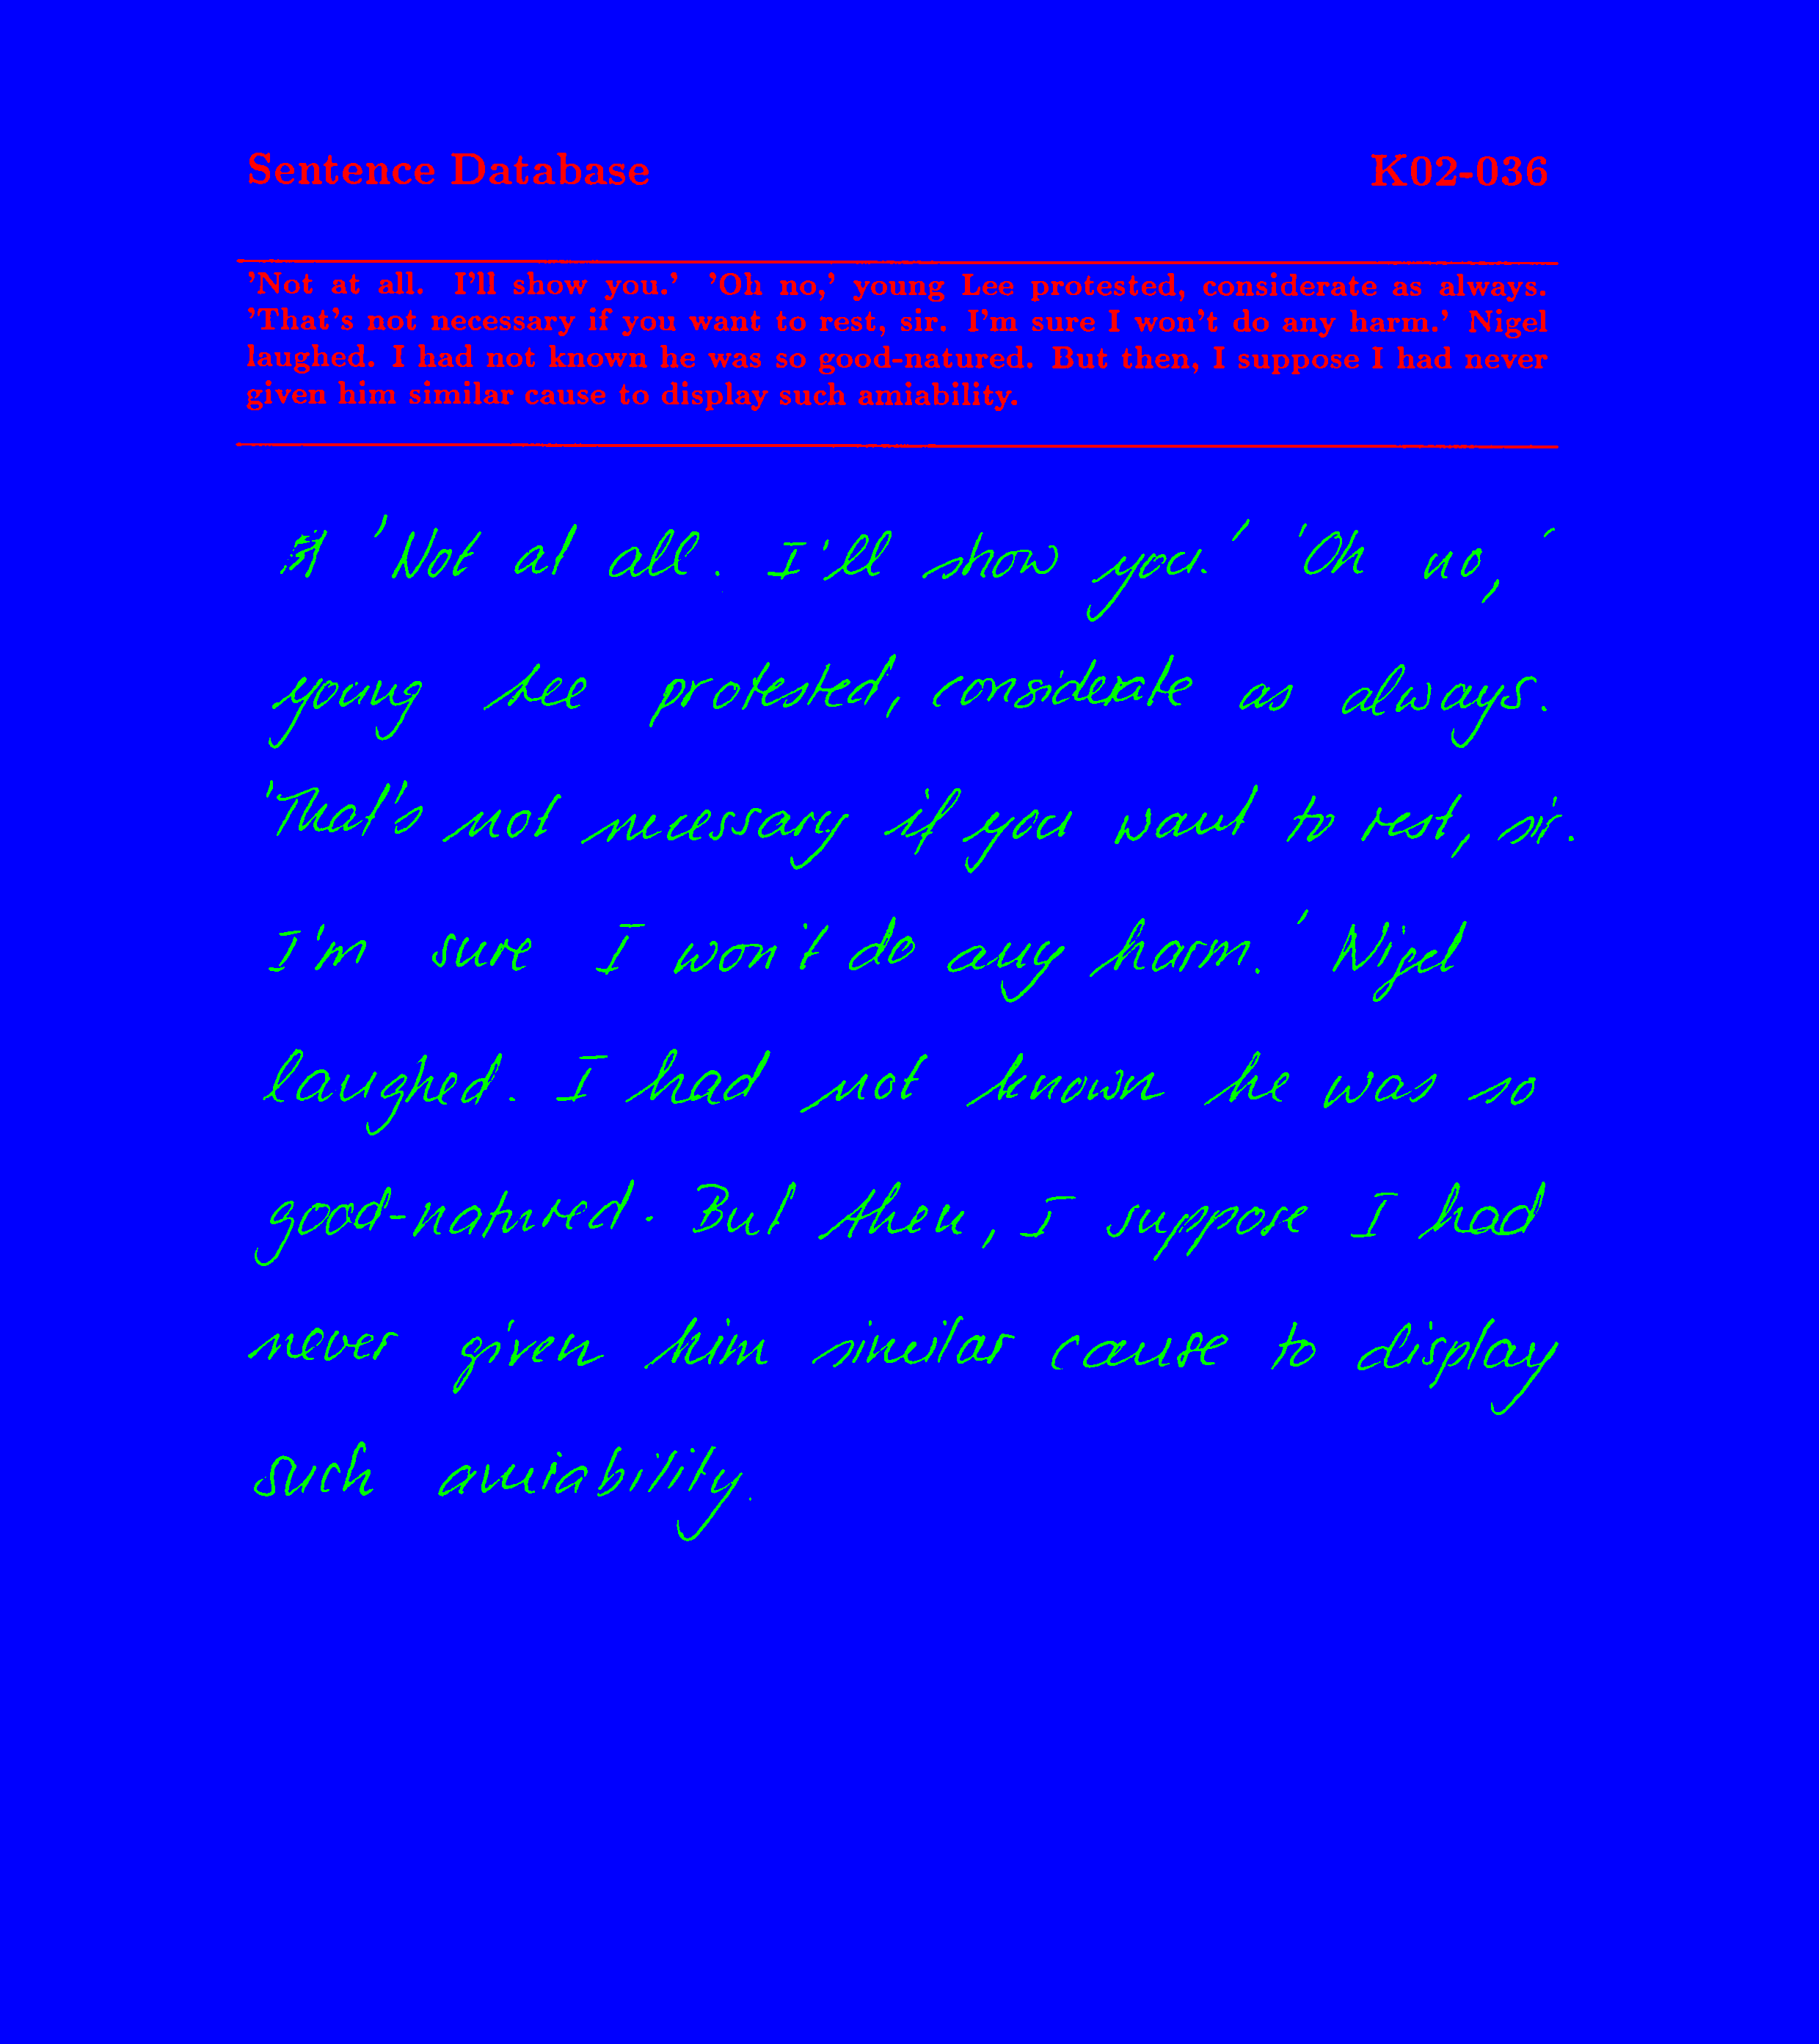 Sentence Database K02-036
'Not at all. I'll show you.' 'Oh no,' young Lee protested, considerate as always.
'That's not necessary if you want to rest, sir. I'm sure I won't do any harm.' Nigel
laughed. I had not known he was so good-natured. But then, I suppose I had never
given him similar cause to display such amiability.
'Not at all. I'll show you.' 'Oh no,'
young Lee protested, considerate as always.
'That's not necessary if you want to rest, sir.
I'm sure I won't do any harm.' Nigel
laughed. I had not known he was so
good-natured. But then, I suppose I had
never given him similar cause to display
such amiability.